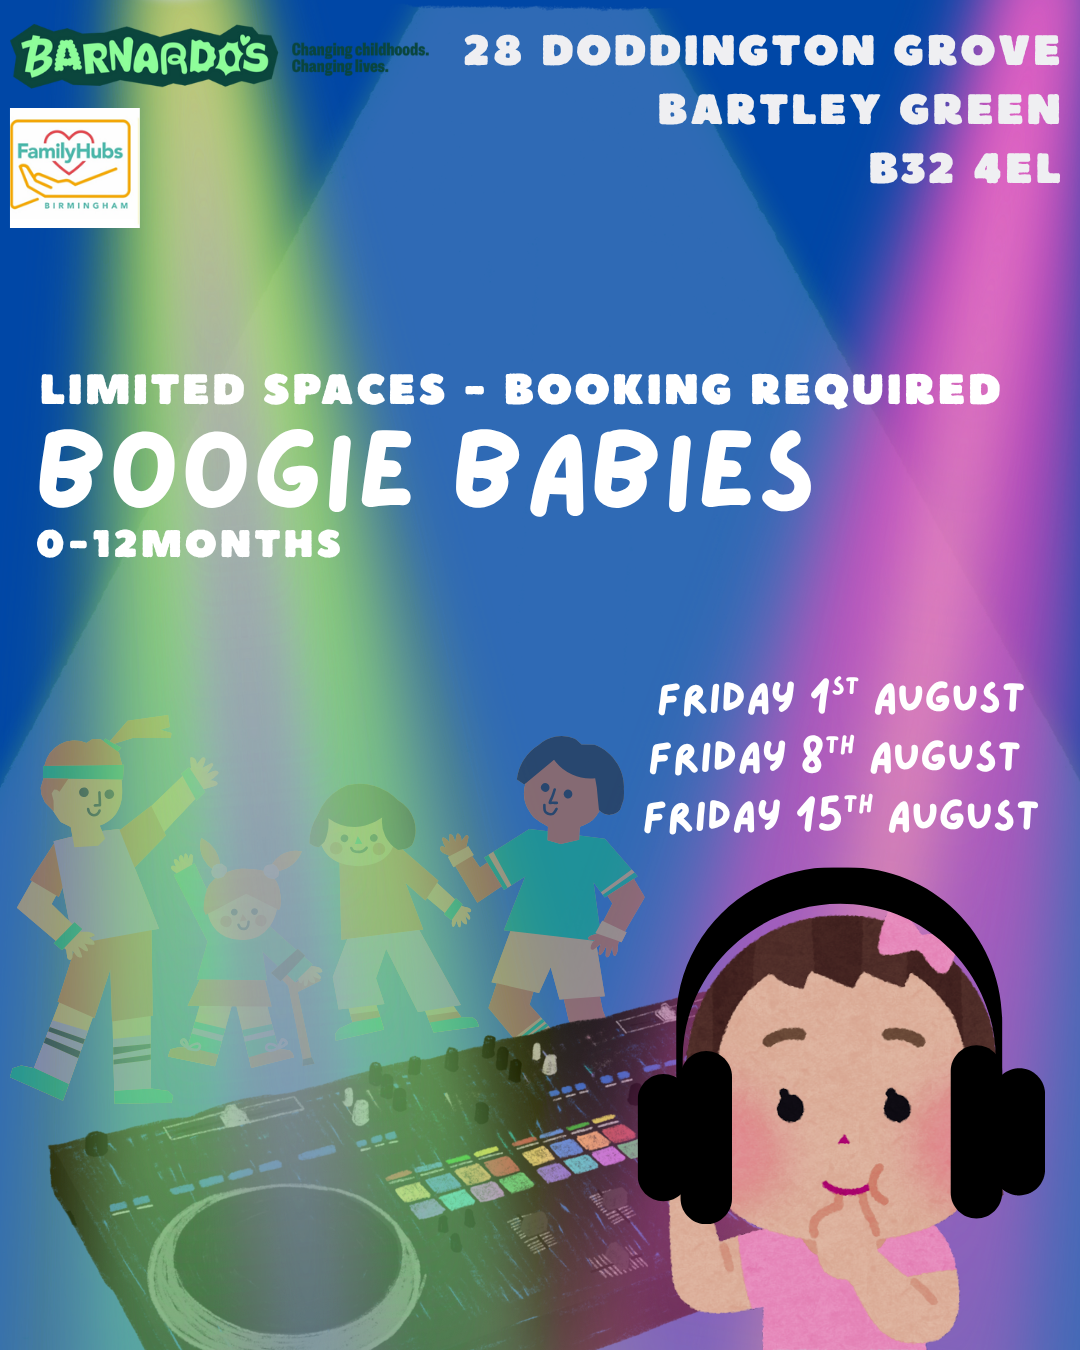 BARNARDO'S
Changing childhoods.
Changing lives.
FamilyHubs
BIRMINGHAM
28 DODDINGTON GROVE
BARTLEY GREEN
B32 4EL
LIMITED SPACES - BOOKING REQUIRED
BOOGIE BABIES
0-12MONTHS
FRIDAY 1ST AUGUST
FRIDAY 8TH AUGUST
FRIDAY 15TH AUGUST